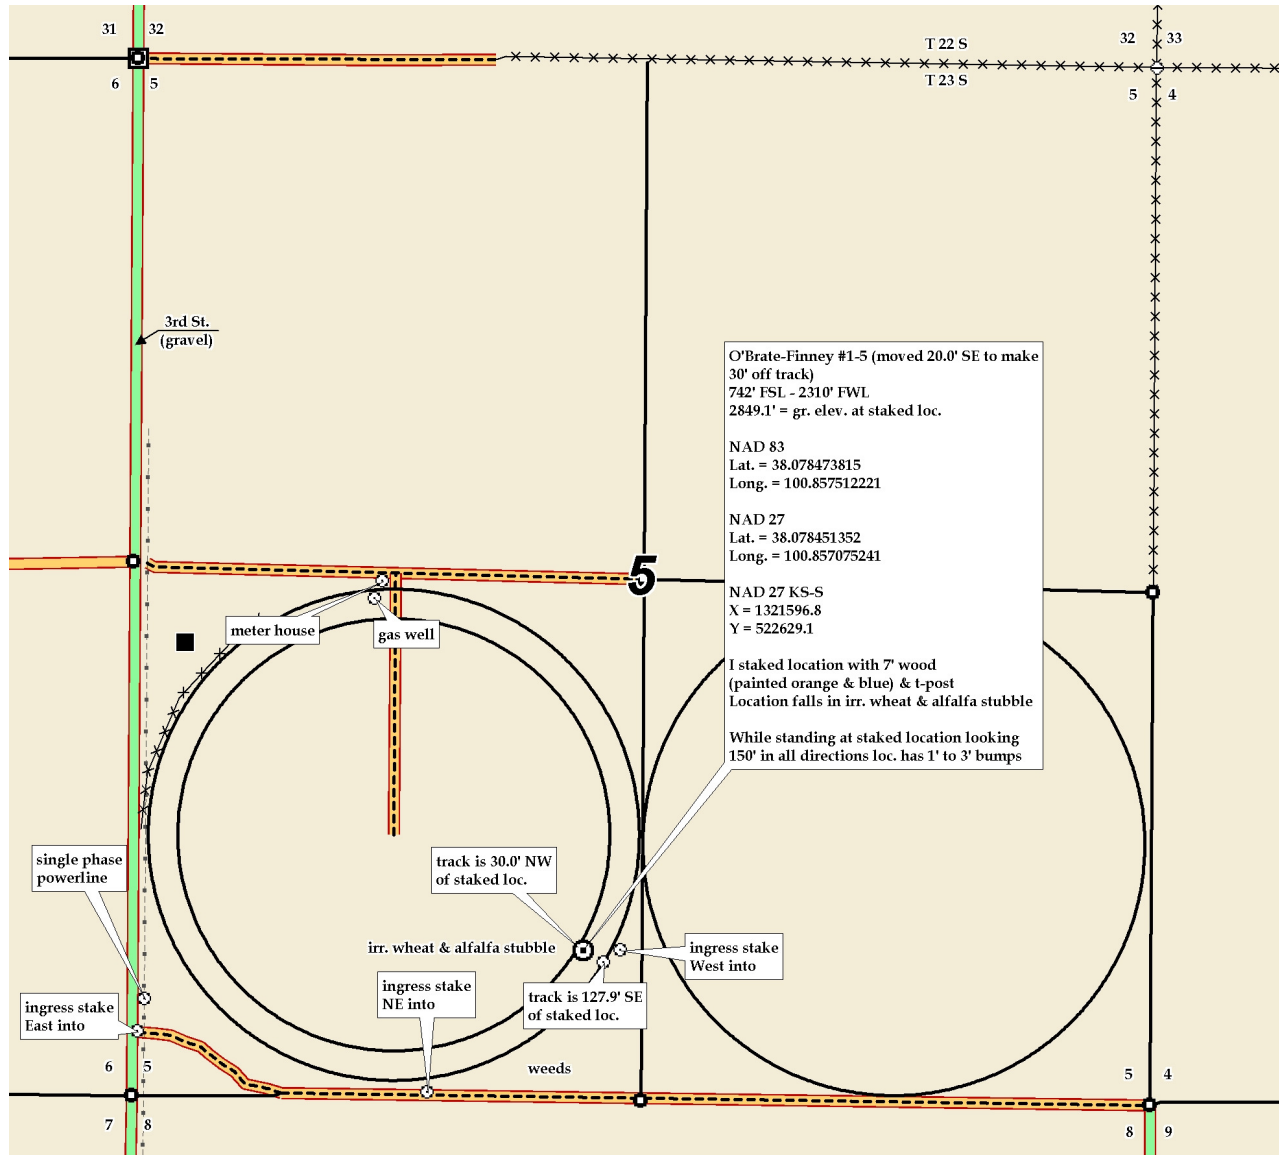 31 32
T 22 S
32 33
6 5
T 23 S
5 4
3rd St.
(gravel)
O'Brate-Finney #1-5 (moved 20.0' SE to make
30' off track)
742' FSL - 2310' FWL
2849.1' = gr. elev. at staked loc.
NAD 83
Lat. = 38.078473815
Long. = 100.857512221
NAD 27
Lat. = 38.078451352
Long. = 100.857075241
NAD 27 KS-S
X = 1321596.8
Y = 522629.1
I staked location with 7' wood
(painted orange & blue) & t-post
Location falls in irr. wheat & alfalfa stubble
While standing at staked location looking
150' in all directions loc. has 1' to 3' bumps
5
meter house
gas well
single phase
powerline
track is 30.0' NW
of staked loc.
irr. wheat & alfalfa stubble
ingress stake
West into
ingress stake
NE into
track is 127.9' SE
of staked loc.
ingress stake
East into
weeds
6 5
5 4
7 8
8 9